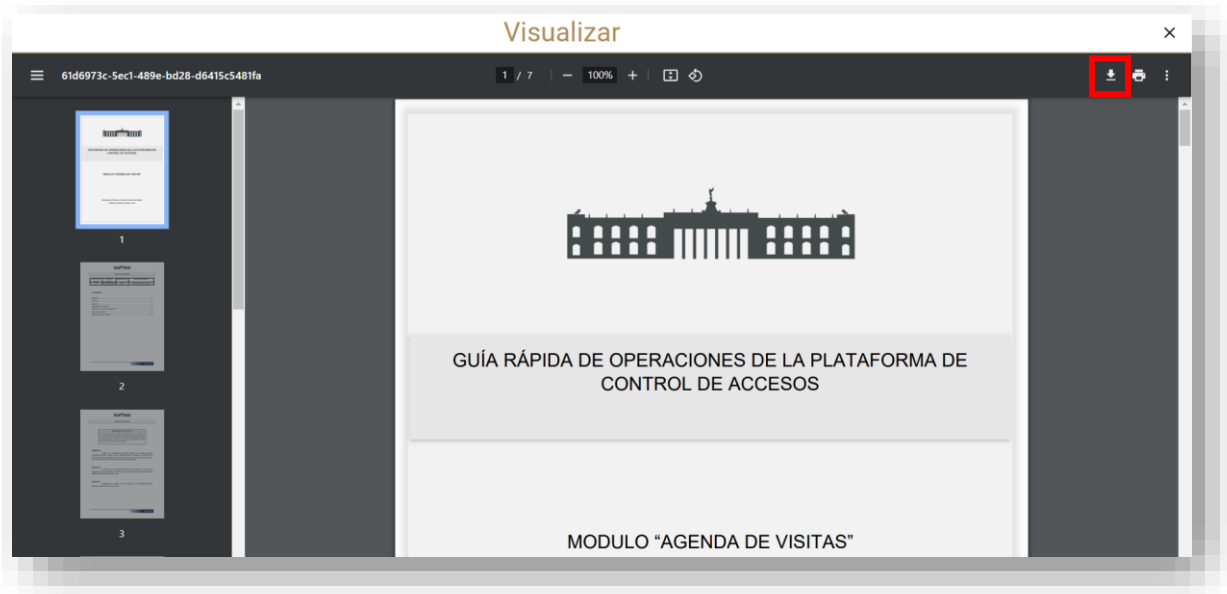 Visualizar
61d6973c-5ec1-489e-bd28-d6415c5481fa
1 / 7
100%
1
2
3
GUÍA RÁPIDA DE OPERACIONES DE LA PLATAFORMA DE
CONTROL DE ACCESOS
MODULO “AGENDA DE VISITAS”